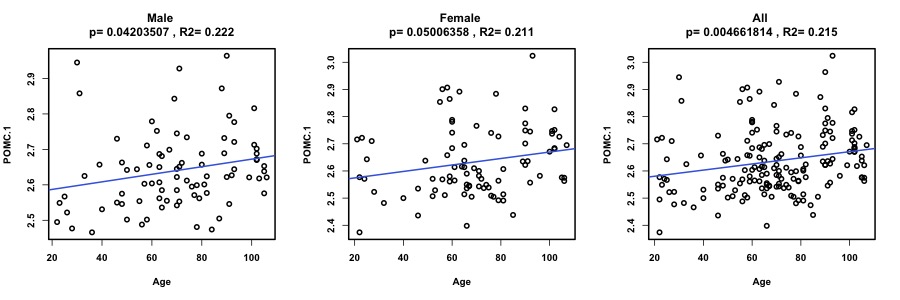 Male
p= 0.04203507 , R2= 0.222
POMC.1
2.9
2.8
2.7
2.6
2.5
20 40 60 80 100
Age
Female
p= 0.05006358 , R2= 0.211
POMC.1
3.0
2.9
2.8
2.7
2.6
2.5
2.4
20 40 60 80 100
Age
All
p= 0.004661814 , R2= 0.215
POMC.1
3.0
2.9
2.8
2.7
2.6
2.5
2.4
20 40 60 80 100
Age